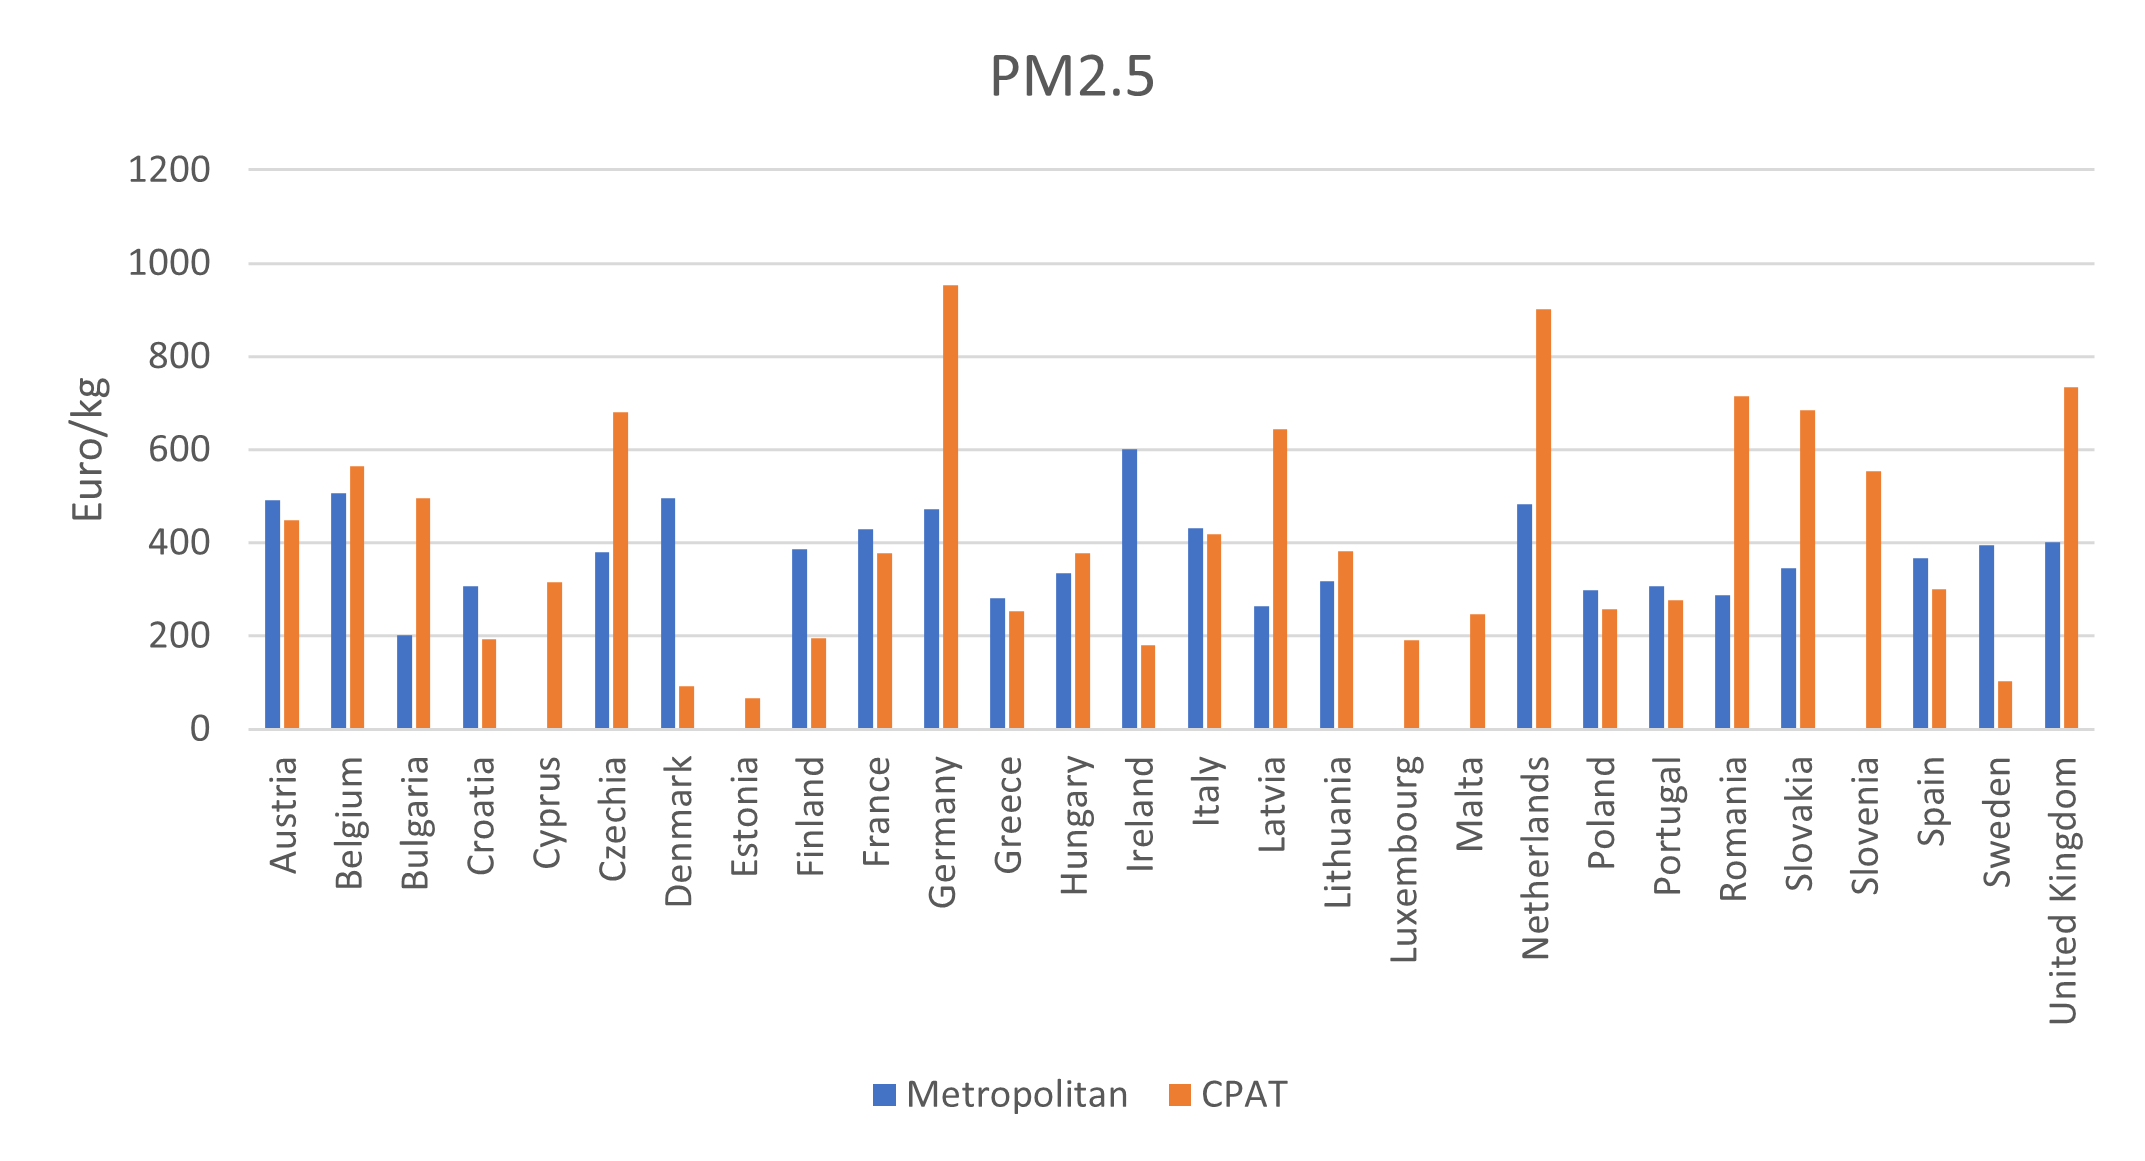 PM2.5
1200
1000
800
600
400
200
0
Euro/kg
Austria
Belgium
Bulgaria
Croatia
Cyprus
Czechia
Denmark
Estonia
Finland
France
Germany
Greece
Hungary
Ireland
Italy
Latvia
Lithuania
Luxembourg
Malta
Netherlands
Poland
Portugal
Romania
Slovakia
Slovenia
Spain
Sweden
United Kingdom
Metropolitan
CPAT